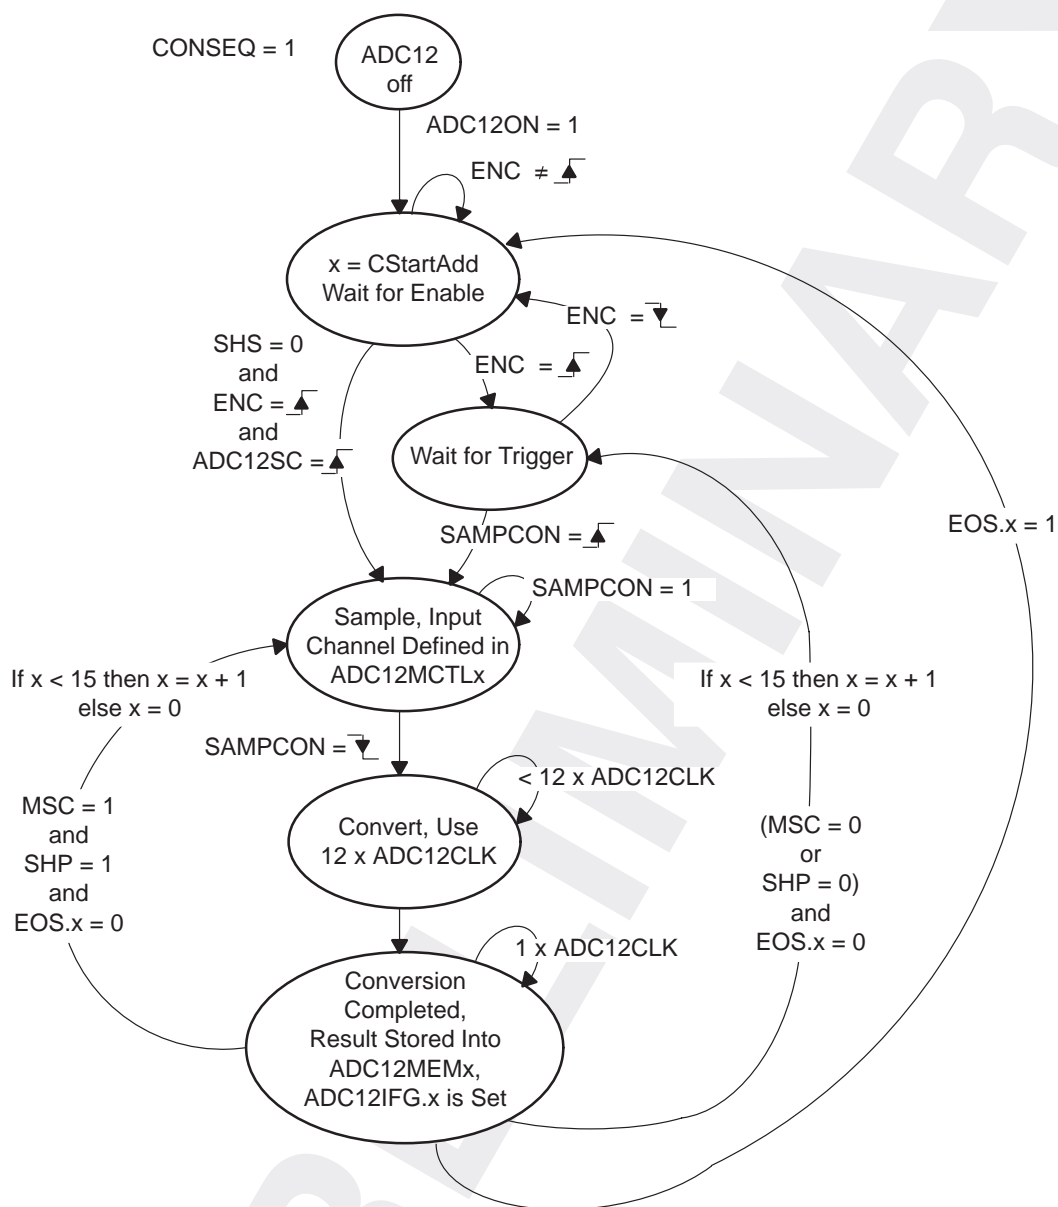 CONSEQ = 1
ADC12
off
ADC12ON = 1
ENC ≠
x = CStartAdd
Wait for Enable
ENC =
SHS = 0
and
ENC =
and
ADC12SC =
ENC =
Wait for Trigger
SAMPCON =
EOS.x = 1
Sample, Input
Channel Defined in
ADC12MCTLx
SAMPCON = 1
If x < 15 then x = x + 1
else x = 0
If x < 15 then x = x + 1
else x = 0
SAMPCON =
< 12 x ADC12CLK
Convert, Use
12 x ADC12CLK
MSC = 1
and
SHP = 1
and
EOS.x = 0
(MSC = 0
or
SHP = 0)
and
EOS.x = 0
1 x ADC12CLK
Conversion
Completed,
Result Stored Into
ADC12MEMx,
ADC12IFG.x is Set